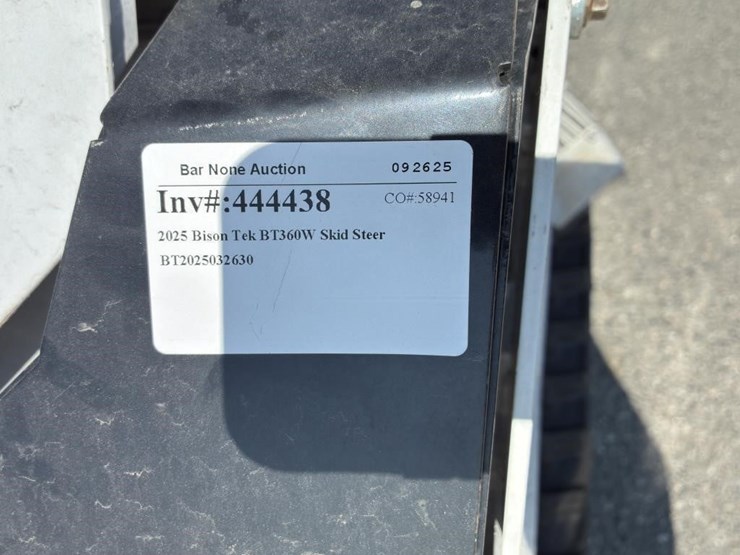 Bar None Auction 092625
Inv#:444438 CO#:58941
2025 Bison Tek BT360W Skid Steer
BT2025032630